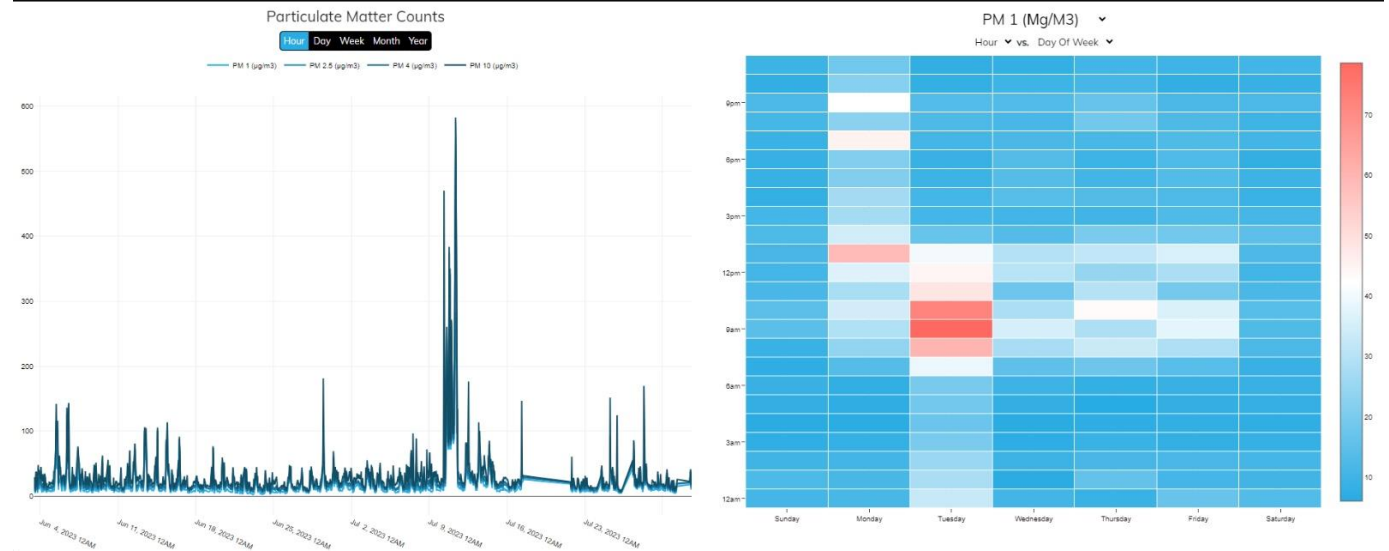 Particulate Matter Counts
Hour Day Week Month Year
PM 1 (μg/m3) PM 2.5 (μg/m3) PM 4 (μg/m3) PM 10 (μg/m3)
600
500
400
300
200
100
0
Jun 4, 2023 12AM
Jun 11, 2023 12AM
Jun 18, 2023 12AM
Jun 25, 2023 12AM
Jul 2, 2023 12AM
Jul 9, 2023 12AM
Jul 16, 2023 12AM
Jul 23, 2023 12AM
PM 1 (Mg/M3)
Hour vs. Day Of Week
9pm
6pm
3pm
12pm
9am
6am
3am
12am
Sunday Monday Tuesday Wednesday Thursday Friday Saturday
70
60
50
40
30
20
10